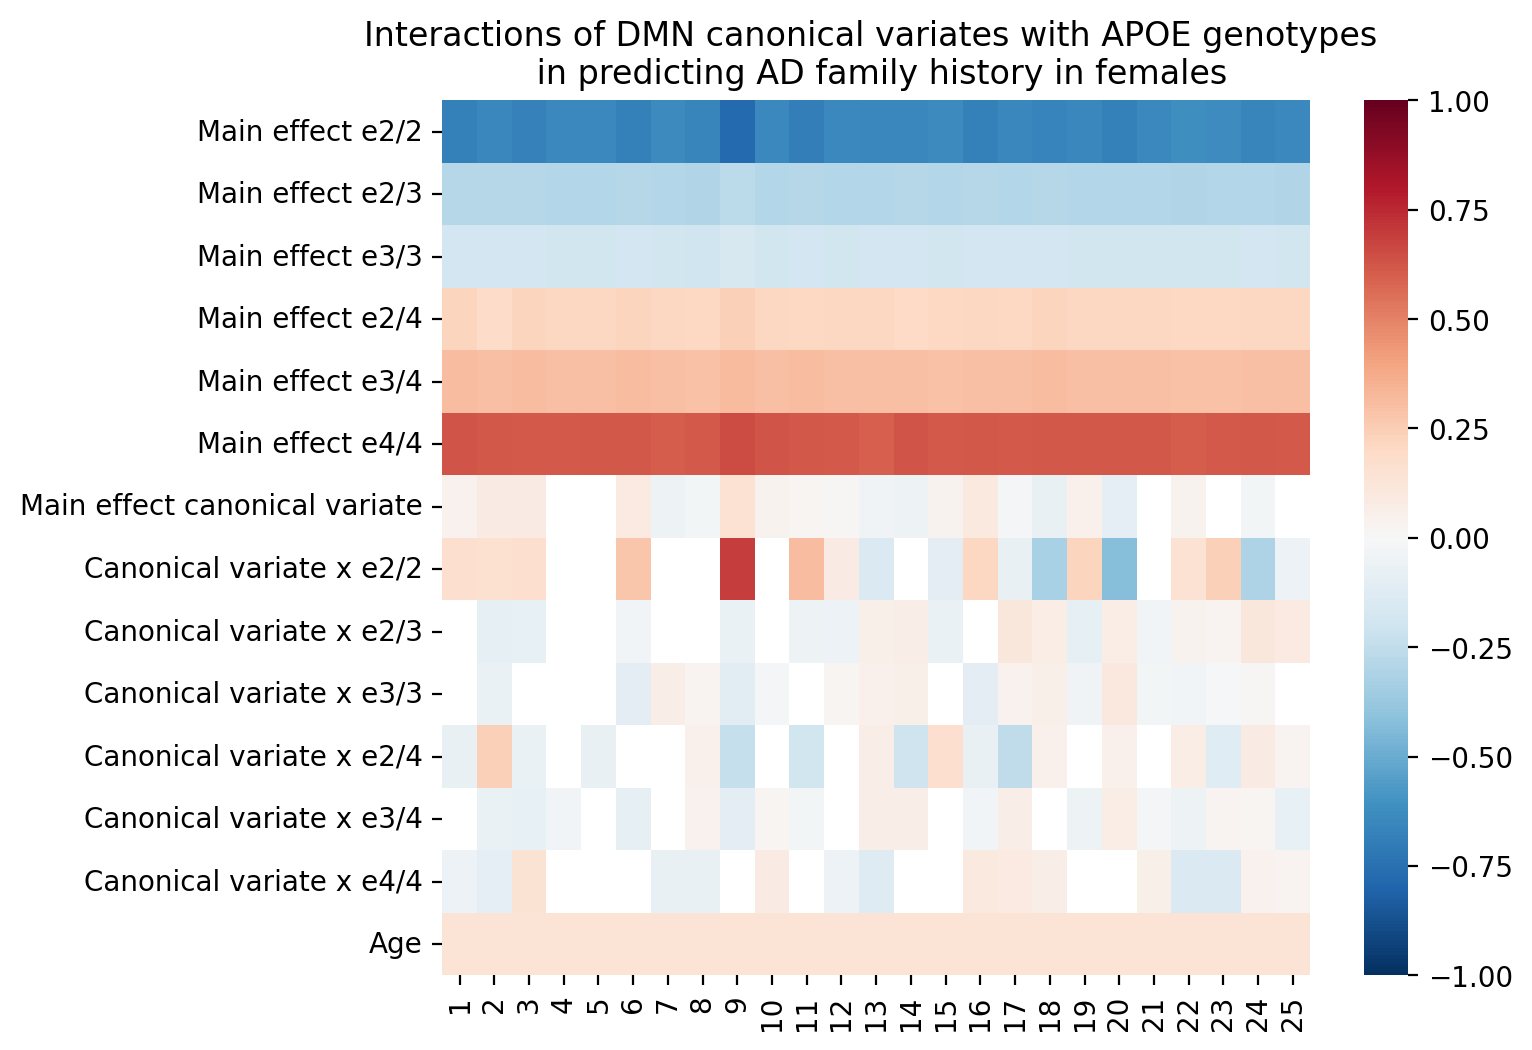 Interactions of DMN canonical variates with APOE genotypes
in predicting AD family history in females
Main effect e2/2
Main effect e2/3
Main effect e3/3
Main effect e2/4
Main effect e3/4
Main effect e4/4
Main effect canonical variate
Canonical variate x e2/2
Canonical variate x e2/3
Canonical variate x e3/3
Canonical variate x e2/4
Canonical variate x e3/4
Canonical variate x e4/4
Age
1 2 3 4 5 6 7 8 9 10 11 12 13 14 15 16 17 18 19 20 21 22 23 24 25
1.00
0.75
0.50
0.25
0.00
−0.25
−0.50
−0.75
−1.00